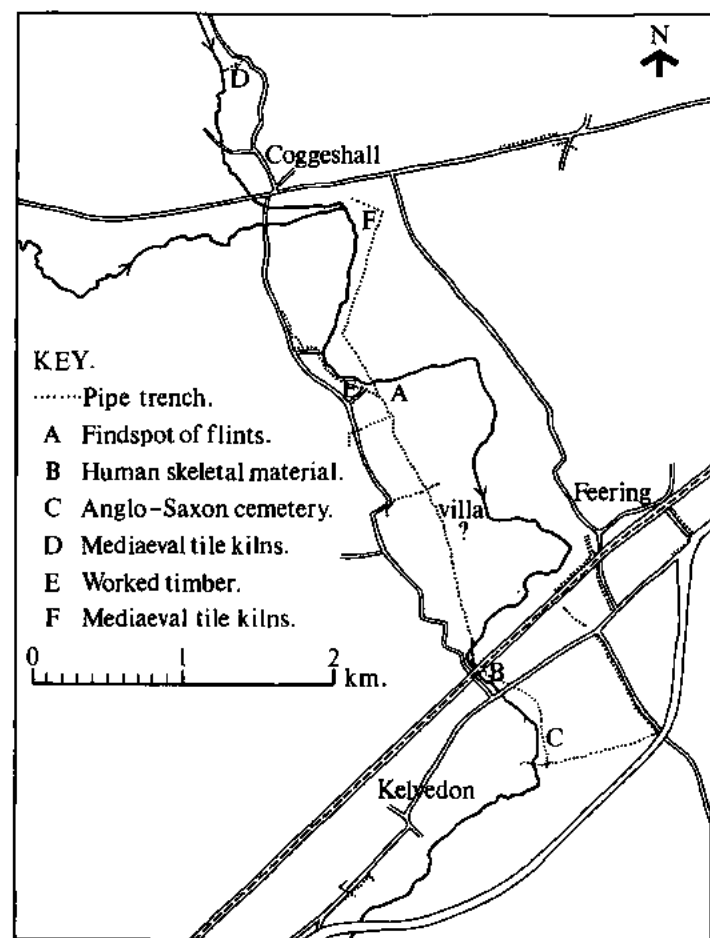 N
D
Coggeshall
F
KEY.
Pipe trench.
E
A
A Findspot of flints.
B Human skeletal material.
Feering
C Anglo-Saxon cemetery.
villa
?
D Mediaeval tile kilns.
E Worked timber.
F Mediaeval tile kilns.
0 1 2 km.
B
C
Kelvedon